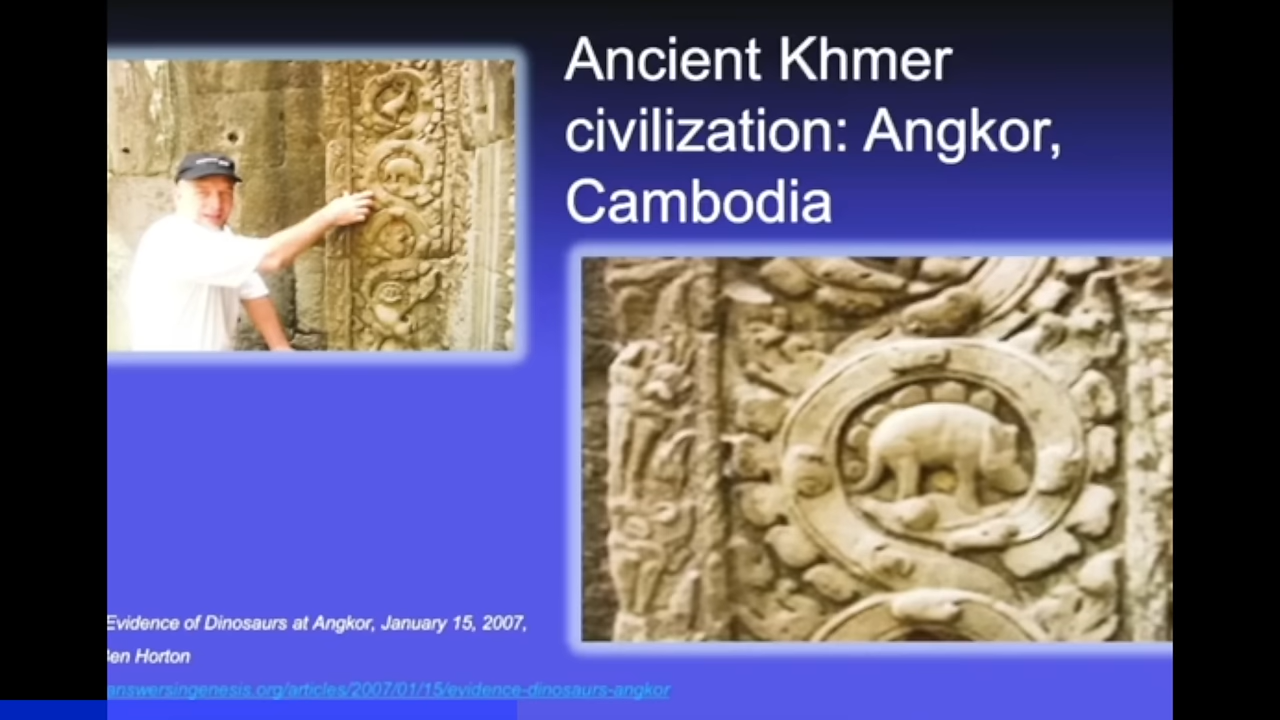 Ancient Khmer
civilization: Angkor,
Cambodia
Evidence of Dinosaurs at Angkor, January 15, 2007,
Ben Horton
answersingenesis.org/articles/2007/01/15/evidence-dinosaurs-angkor